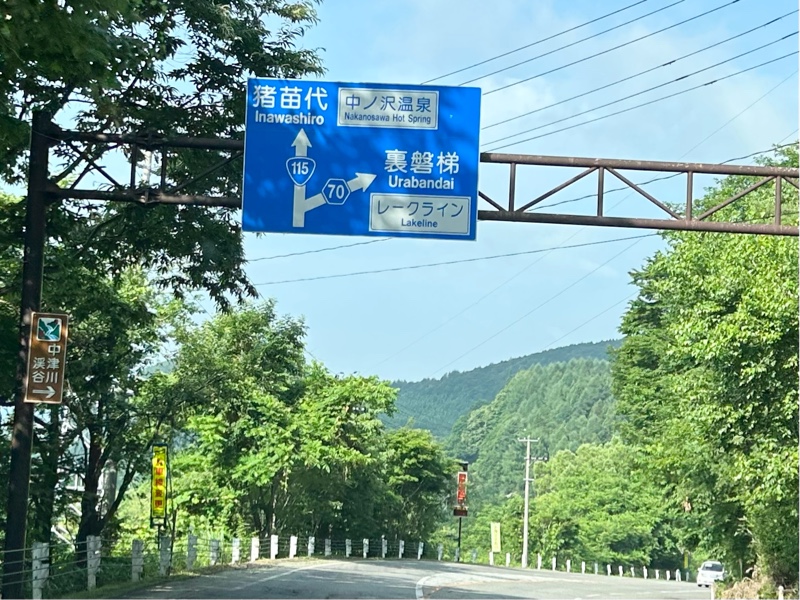 猪苗代
Inawashiro
中ノ沢温泉
Nakanosawa Hot Spring
115
70
裏磐梯
Urabandai
レークライン
Lakeline
中津川
渓谷